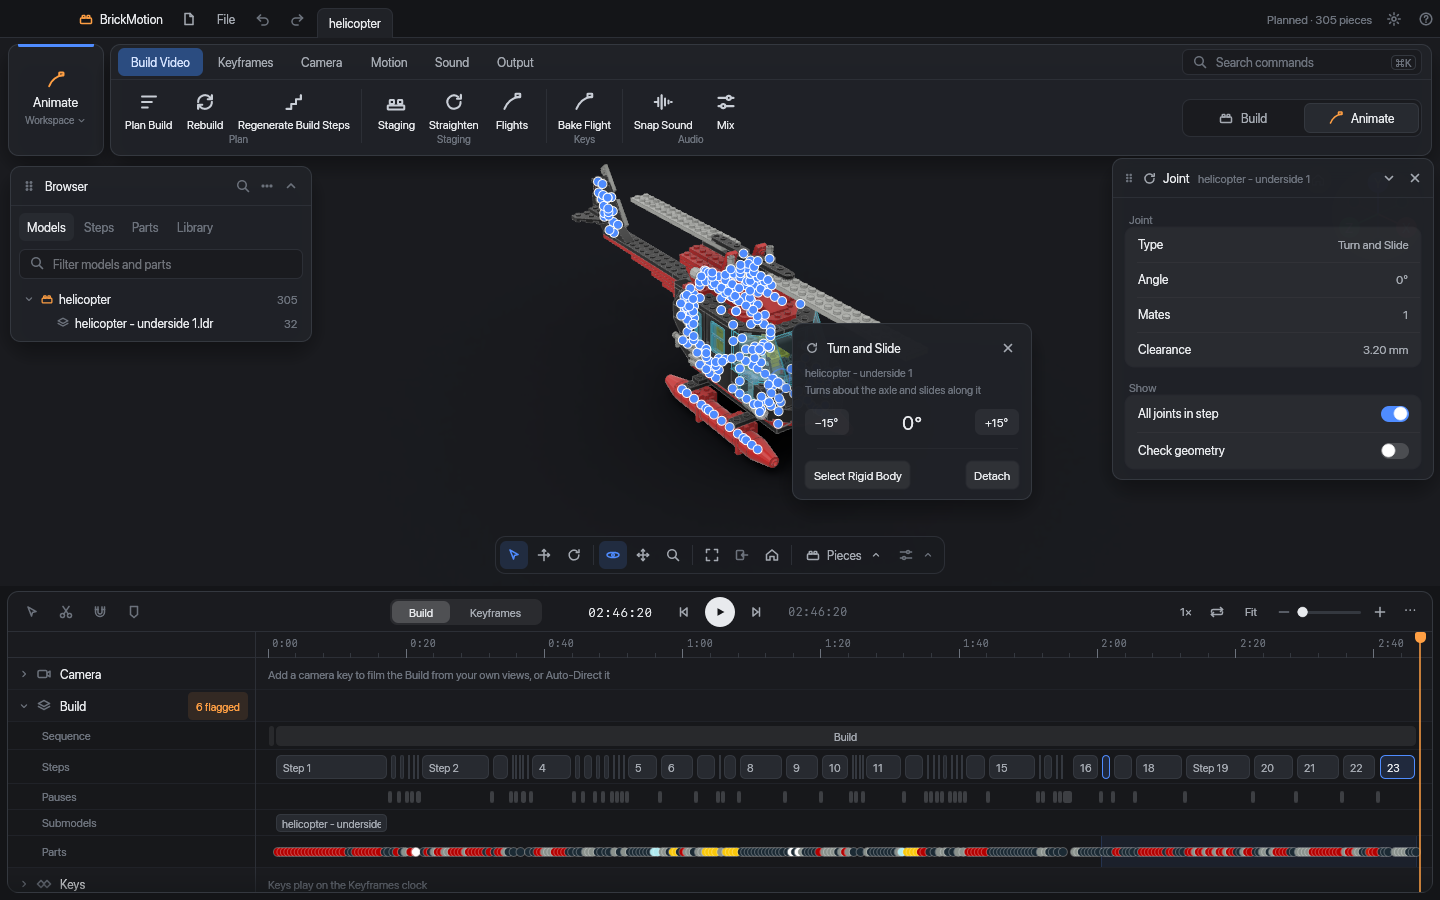 BrickMotion
File
helicopter
Planned · 305 pieces
Animate
Workspace
Build Video
Keyframes
Camera
Motion
Sound
Output
Search commands
⌘K
Plan Build
Rebuild
Regenerate Build Steps
Plan
Staging
Straighten
Flights
Staging
Bake Flight
Keys
Snap Sound
Mix
Audio
Build
Animate
Browser
Models
Steps
Parts
Library
Filter models and parts
helicopter
305
helicopter - underside 1.ldr
32
Joint
helicopter - underside 1
Joint
Type
Turn and Slide
Angle
0°
Mates
1
Clearance
3.20 mm
Show
All joints in step
Check geometry
Turn and Slide
helicopter - underside 1
Turns about the axle and slides along it
−15°
0°
+15°
Select Rigid Body
Detach
Pieces
Build
Keyframes
02:46:20
02:46:20
1×
Fit
0:00
0:20
0:40
1:00
1:20
1:40
2:00
2:20
2:40
Camera
Add a camera key to film the Build from your own views, or Auto-Direct it
Build
6 flagged
Sequence
Build
Steps
Step 1
Step 2
4
5
6
8
9
10
11
15
16
18
Step 19
20
21
22
23
Pauses
Submodels
helicopter - underside
Parts
Keys
Keys play on the Keyframes clock